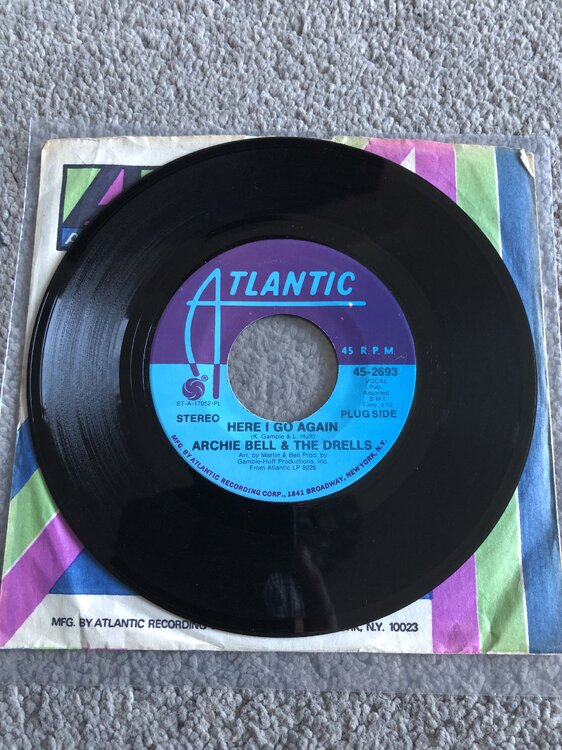 ATLANTIC
45 R.P.M.
45-2693
VOCAL
Pub.
Assorted
B M I
Time: 2:12
ST-A-17052-PL
STEREO
PLUG SIDE
HERE I GO AGAIN
(K. Gamble & L. Huff)
ARCHIE BELL & THE DRELLS
Arr. by Martin & Bell Prod. by
Gamble-Huff Productions, Inc.
From Atlantic LP 8226
MFG. BY ATLANTIC RECORDING CORP., 1841 BROADWAY, NEW YORK, N.Y.
MFG. BY ATLANTIC RECORDING
N.Y. 10023